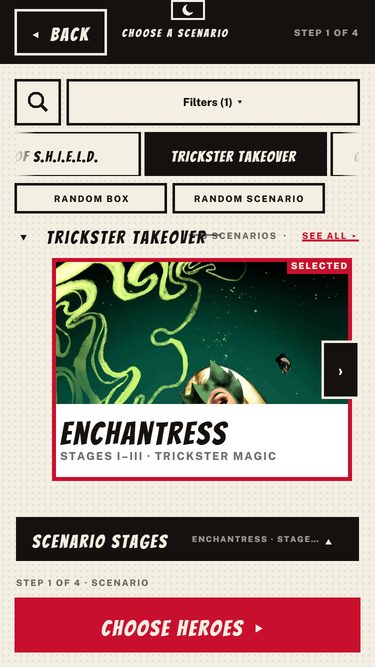 ◂ BACK
CHOOSE A SCENARIO
STEP 1 OF 4
Filters (1) ▾
OF S.H.I.E.L.D.
TRICKSTER TAKEOVER
RANDOM BOX
RANDOM SCENARIO
▼ TRICKSTER TAKEOVER
SCENARIOS ·
SEE ALL ▸
SELECTED
›
ENCHANTRESS
STAGES I–III · TRICKSTER MAGIC
SCENARIO STAGES
ENCHANTRESS · STAGE… ▲
STEP 1 OF 4 · SCENARIO
CHOOSE HEROES ▸